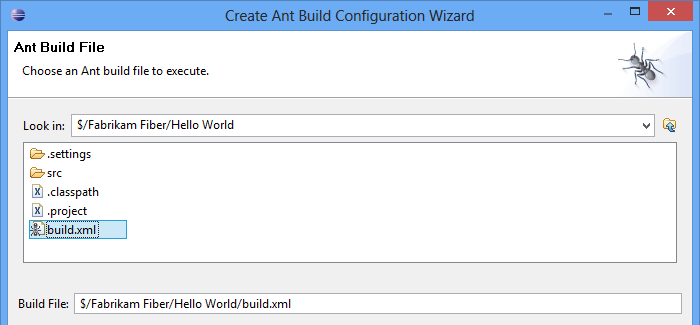 Create Ant Build Configuration Wizard
Ant Build File
Choose an Ant build file to execute.
Look in: $/Fabrikam Fiber/Hello World
.settings
src
.classpath
.project
build.xml
Build File: $/Fabrikam Fiber/Hello World/build.xml